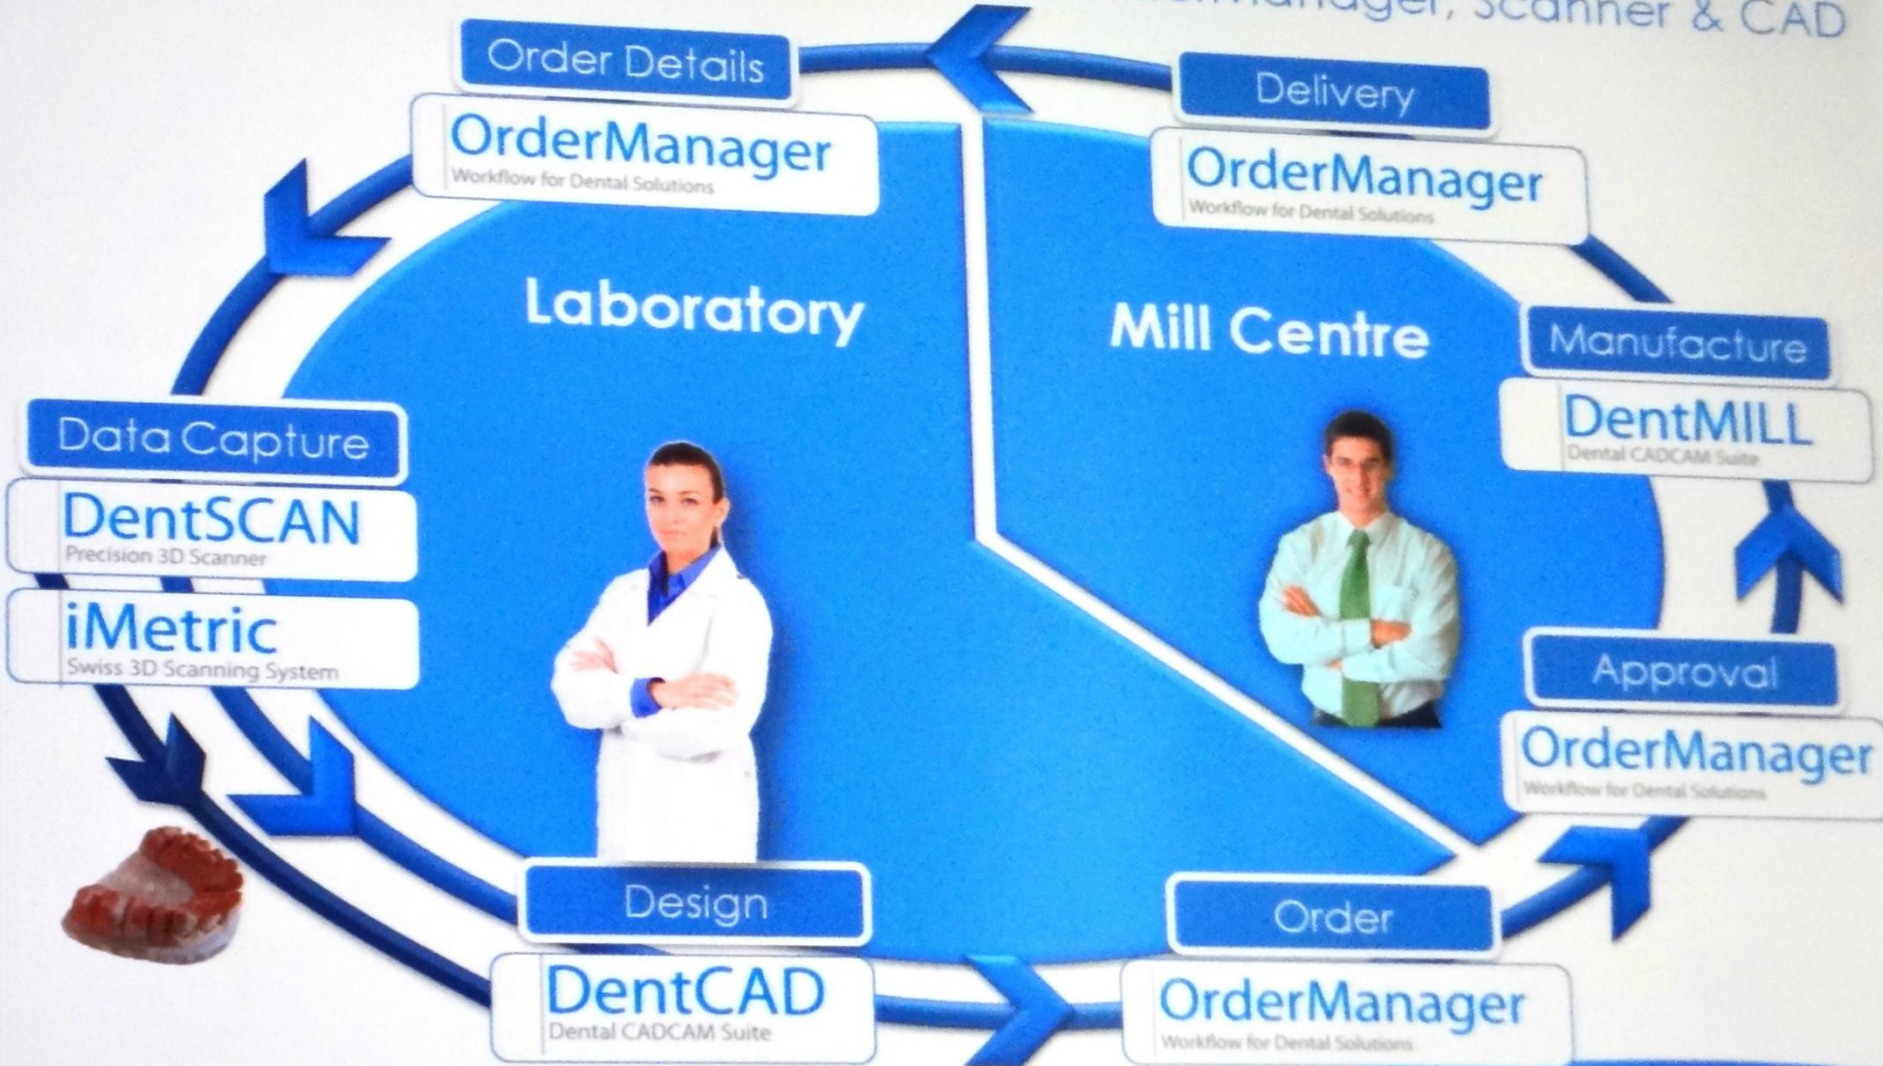 Scanner & CAD
Order Details
OrderManager
Workflow for Dental Solutions
Delivery
OrderManager
Workflow for Dental Solutions
Laboratory
Mill Centre
Manufacture
DentMILL
Dental CADCAM Suite
Data Capture
DentSCAN
Precision 3D Scanner
iMetric
Swiss 3D Scanning System
Approval
OrderManager
Workflow for Dental Solutions
Design
DentCAD
Dental CADCAM Suite
Order
OrderManager
Workflow for Dental Solutions